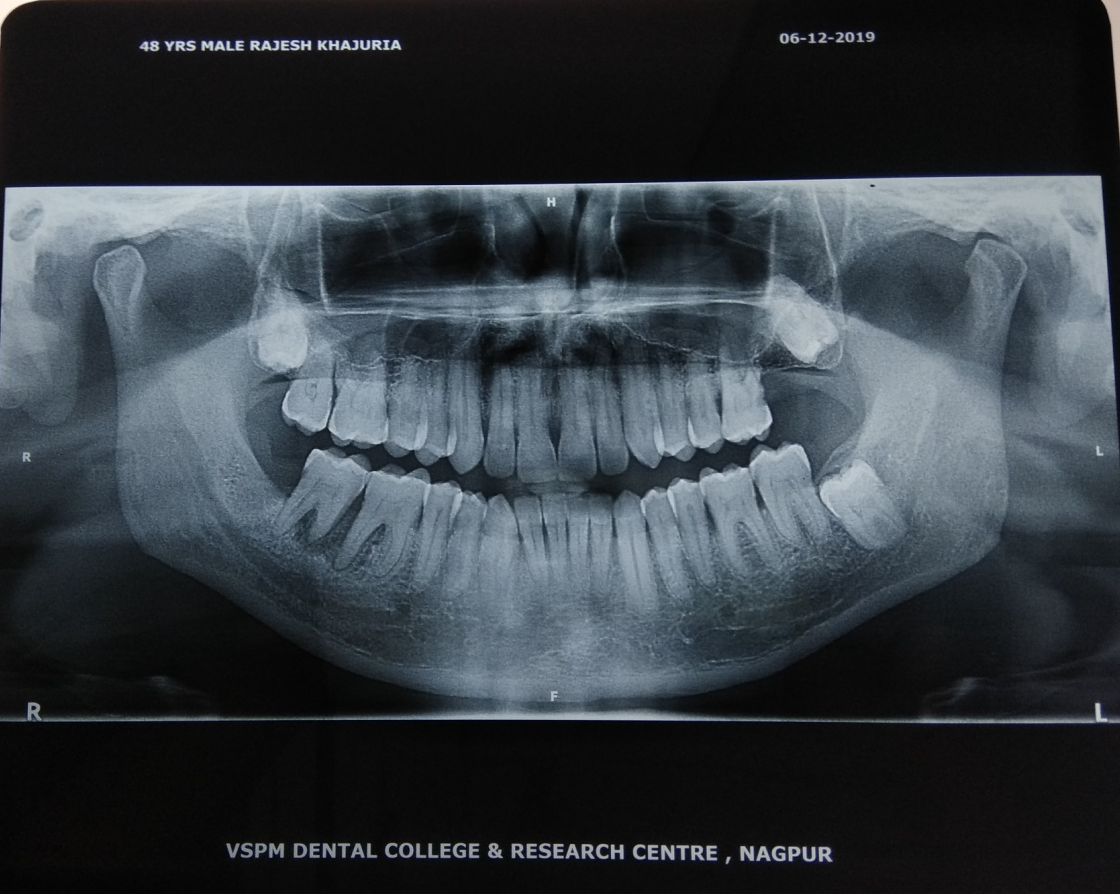 48 YRS MALE RAJESH KHAJURIA
06-12-2019
H
R
L
F
R
L
VSPM DENTAL COLLEGE & RESEARCH CENTRE , NAGPUR